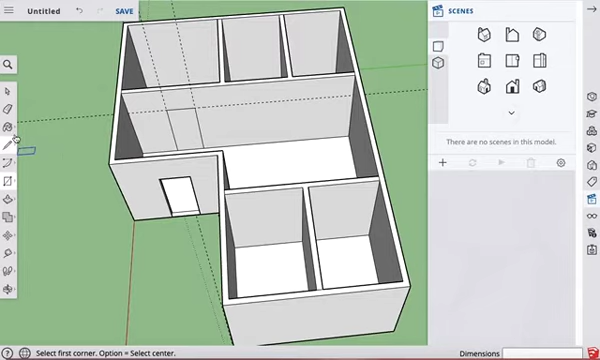 Untitled
SAVE
SCENES
There are no scenes in this model.
Select first corner. Option = Select center.
Dimensions